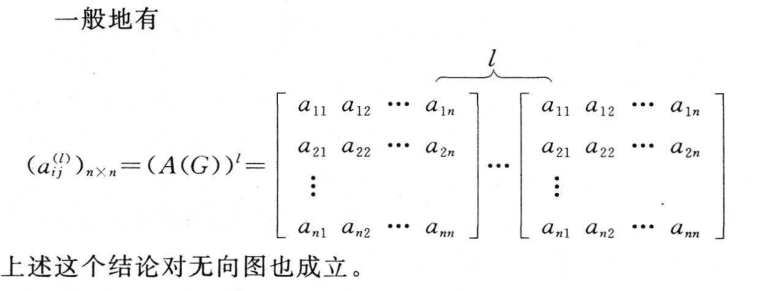 一般地有
$(a_{ij}^{(l)})_{n\times n}=(A(G))^{l}=\overbrace{\begin{bmatrix} a_{11} & a_{12} & \cdots & a_{1n} \\ a_{21} & a_{22} & \cdots & a_{2n} \\ \vdots \\ a_{n1} & a_{n2} & \cdots & a_{nn} \end{bmatrix}\cdots\begin{bmatrix} a_{11} & a_{12} & \cdots & a_{1n} \\ a_{21} & a_{22} & \cdots & a_{2n} \\ \vdots \\ a_{n1} & a_{n2} & \cdots & a_{nn} \end{bmatrix}}^{l}$
上述这个结论对无向图也成立。